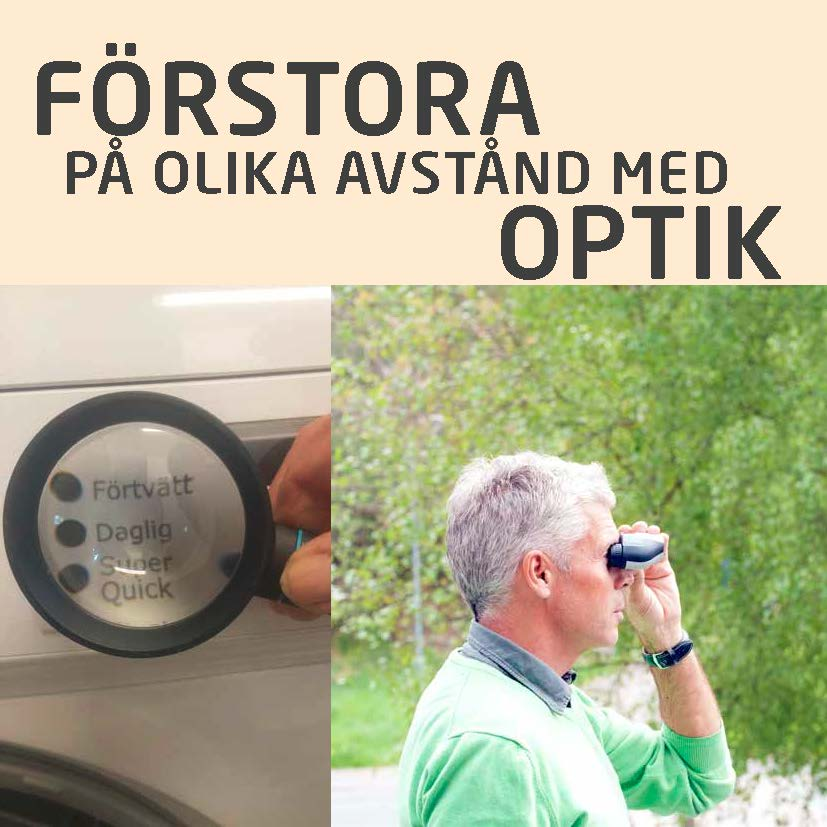 FÖRSTORA
PÅ OLIKA AVSTÅND MED
OPTIK
Förtvätt
Daglig
Super
Quick